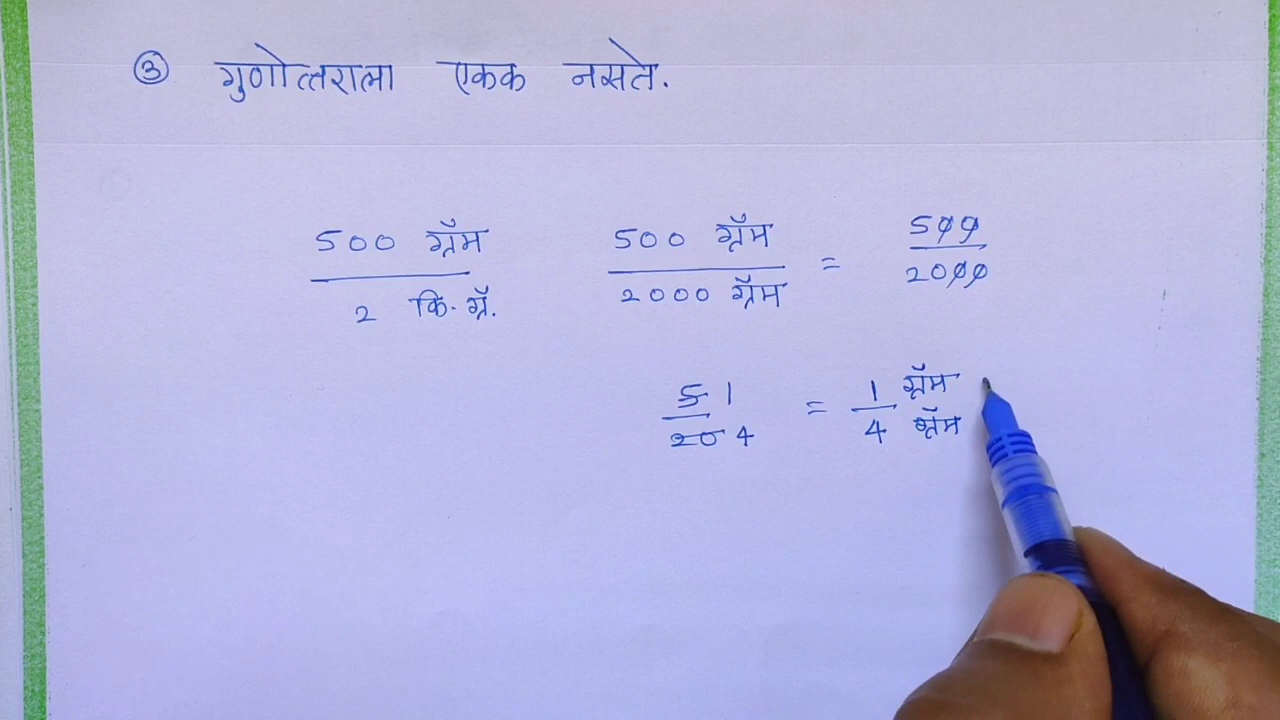 ③ गुणोत्तराला एकक नसते.
500 ग्रॅम 500 ग्रॅम = 500
2 कि.ग्रॅ. 2000 ग्रॅम 2000
5 1 = 1 ग्रॅम
20 4 4 ग्रॅम